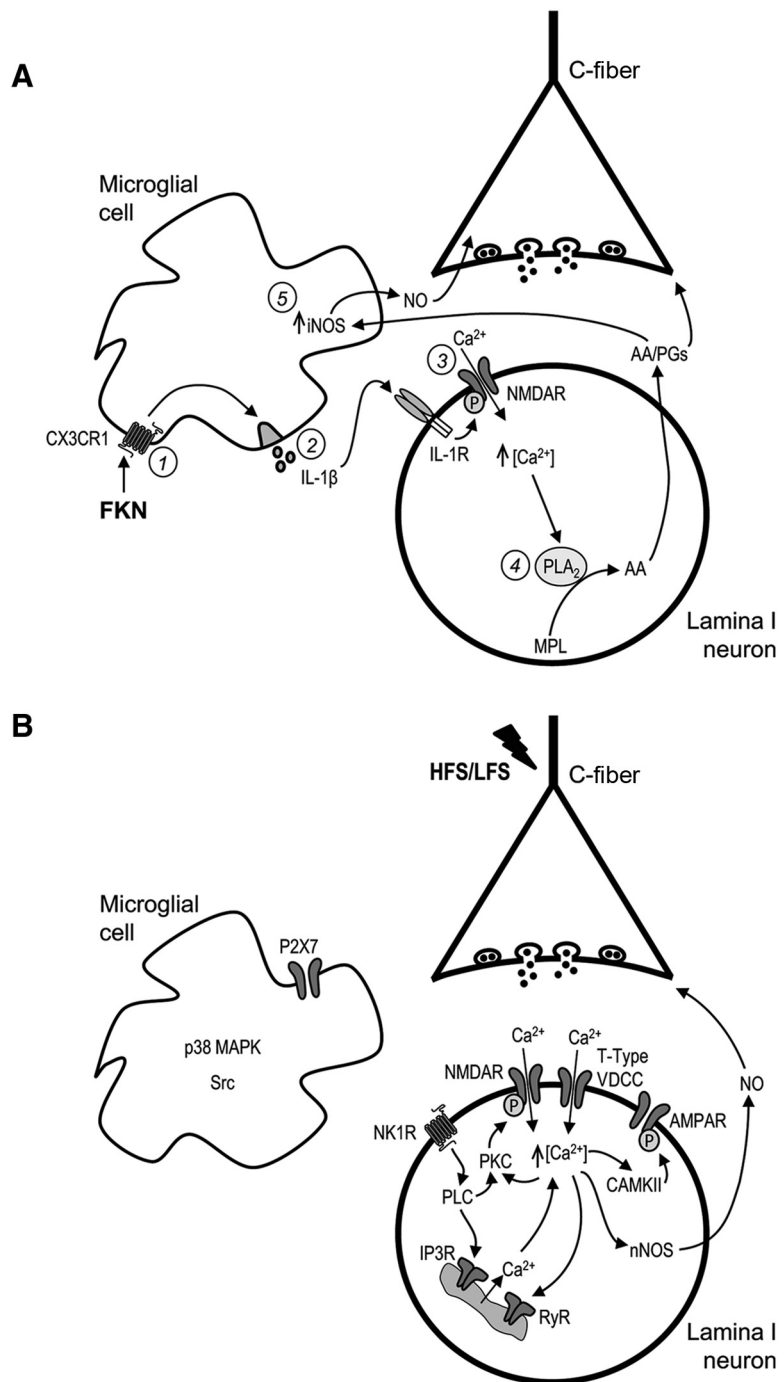 A
C-fiber
Microglial
cell
5
↑iNOS
NO
AA/PGs
3
Ca²⁺
NMDAR
P
CX3CR1
1
2
IL-1β
IL-1R
↑[Ca²⁺]
FKN
4
PLA₂
AA
MPL
Lamina I
neuron
B
HFS/LFS
C-fiber
Microglial
cell
P2X7
p38 MAPK
Src
Ca²⁺
Ca²⁺
NMDAR
T-Type
VDCC
NO
P
AMPAR
P
NK1R
PKC
↑[Ca²⁺]
CAMKII
PLC
nNOS
IP3R
Ca²⁺
RyR
Lamina I
neuron